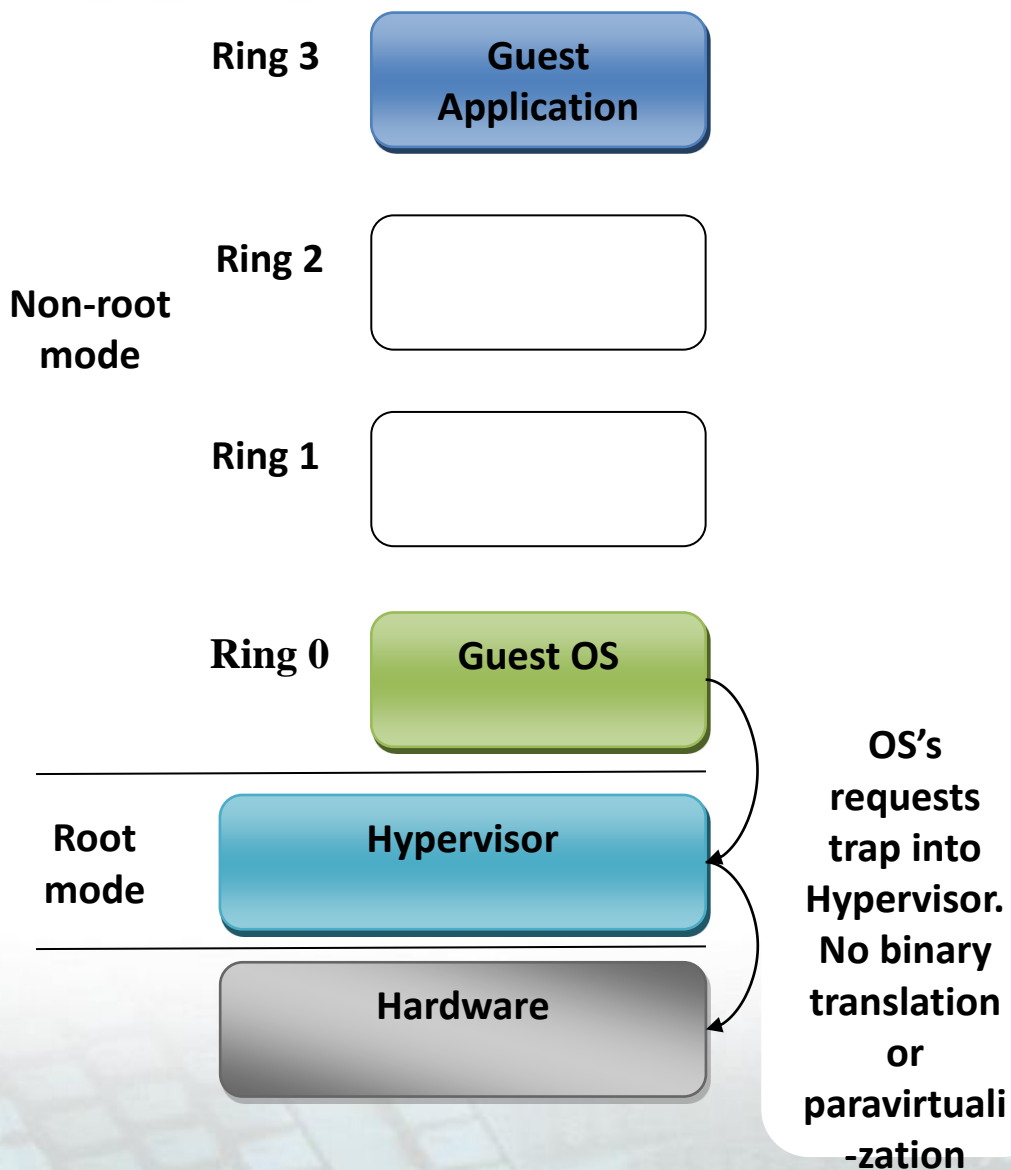 Ring 3
Guest
Application
Ring 2
Non-root
mode
Ring 1
Ring 0
Guest OS
Root
mode
Hypervisor
Hardware
OS’s
requests
trap into
Hypervisor.
No binary
translation
or
paravirtuali
-zation